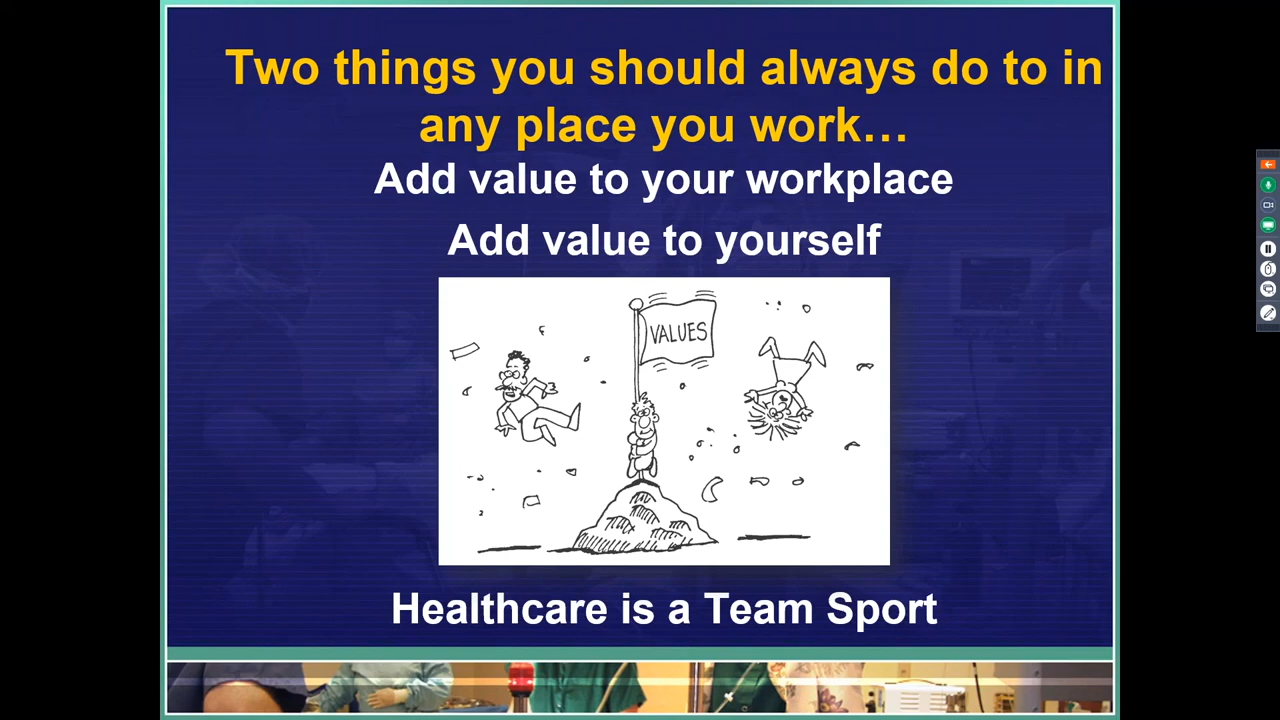 Two things you should always do to in
any place you work…
Add value to your workplace
Add value to yourself
VALUES
Healthcare is a Team Sport